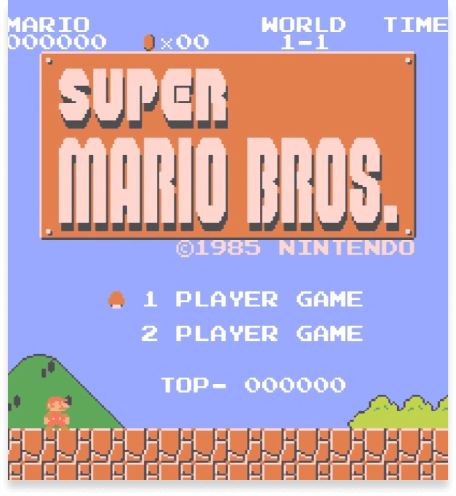 MARIO WORLD TIME
000000 ×00 1-1
SUPER
MARIO BROS.
©1985 NINTENDO
1 PLAYER GAME
2 PLAYER GAME
TOP- 000000